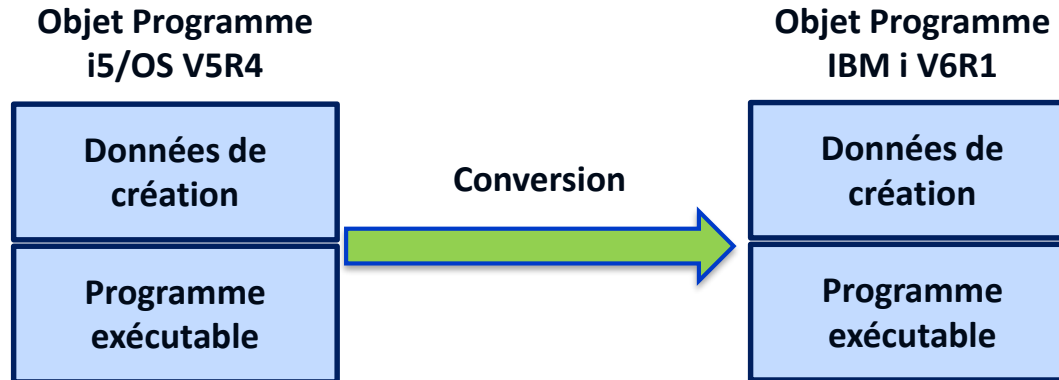 Objet Programme
i5/OS V5R4
Données de
création
Programme
exécutable
Conversion
Objet Programme
IBM i V6R1
Données de
création
Programme
exécutable